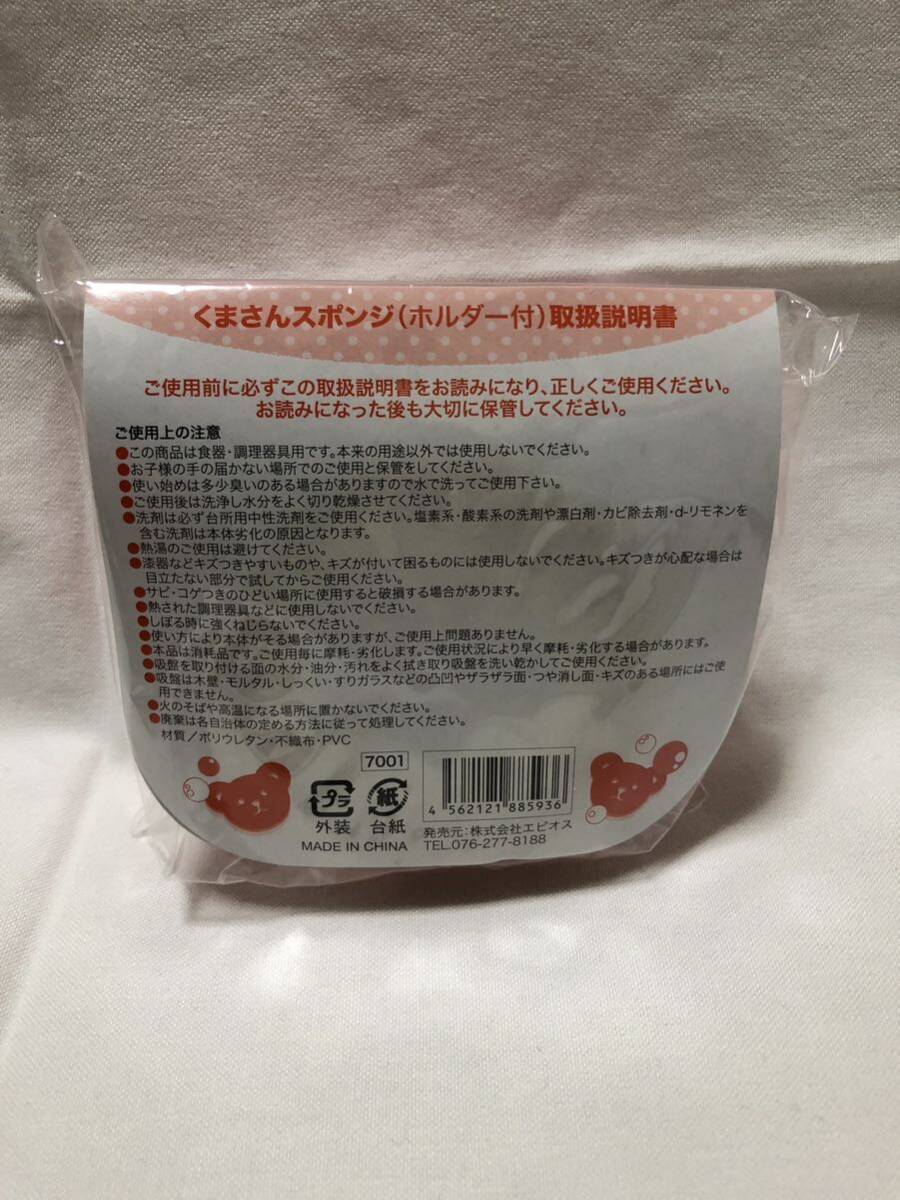 くまさんスポンジ(ホルダー付)取扱説明書
ご使用前に必ずこの取扱説明書をお読みになり、正しくご使用ください。
お読みになった後も大切に保管してください。
ご使用上の注意
●この商品は食器・調理器具用です。本来の用途以外では使用しないでください。
●お子様の手の届かない場所でのご使用と保管をしてください。
●使い始めは多少臭いのある場合がありますので水で洗ってご使用下さい。
●ご使用後は洗浄し水分をよく切り乾燥させてください。
●洗剤は必ず台所用中性洗剤をご使用ください。塩素系・酸素系の洗剤や漂白剤・カビ除去剤・d-リモネンを
含む洗剤は本体劣化の原因となります。
●熱湯のご使用は避けてください。
●漆器などキズつきやすいものや、キズが付いて困るものには使用しないでください。キズつきが心配な場合は
目立たない部分で試してからご使用ください。
●サビ・コゲつきのひどい場所に使用すると破損する場合があります。
●熱された調理器具などに使用しないでください。
●しぼる時に強くねじらないでください。
●使い方により本体がそる場合がありますが、ご使用上問題ありません。
●本品は消耗品です。ご使用毎に摩耗・劣化します。ご使用状況により早く摩耗・劣化する場合があります。
●吸盤を取り付ける面の水分・油分・汚れをよく拭き取り吸盤を洗い乾かしてご使用ください。
●吸盤は木壁・モルタル・しっくい・すりガラスなどの凸凹やザラザラ面・つや消し面・キズのある場所にはご使
用できません。
●火のそばや高温になる場所に置かないでください。
●廃棄は各自治体の定める方法に従って処理してください。
材質/ポリウレタン・不織布・PVC
7001
プラ
紙
外装 台紙
MADE IN CHINA
4 562121 885936
発売元:株式会社エピオス
TEL.076-277-8188